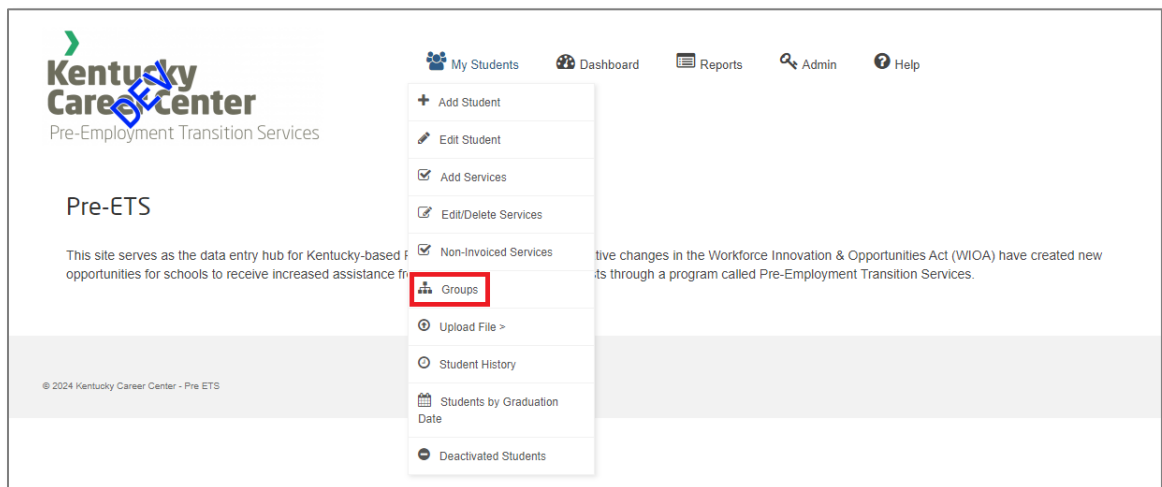 Kentucky
Career Center
DEV
Pre-Employment Transition Services
My Students
Dashboard
Reports
Admin
Help
Add Student
Edit Student
Add Services
Edit/Delete Services
Non-Invoiced Services
Groups
Upload File >
Student History
Students by Graduation
Date
Deactivated Students
Pre-ETS
This site serves as the data entry hub for Kentucky-based tive changes in the Workforce Innovation & Opportunities Act (WIOA) have created new
opportunities for schools to receive increased assistance ts through a program called Pre-Employment Transition Services.
© 2024 Kentucky Career Center - Pre ETS